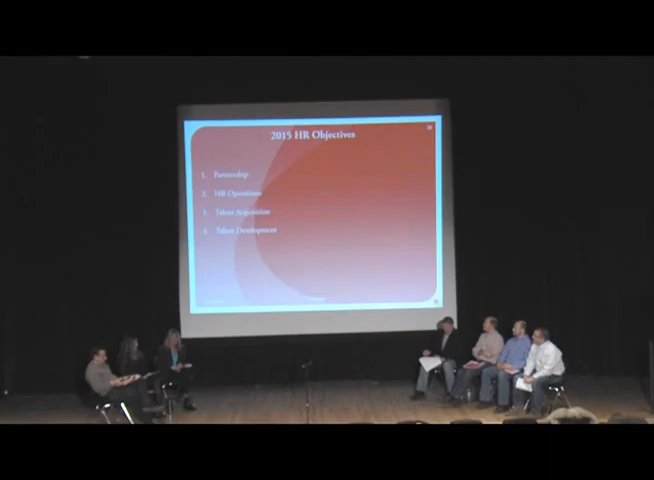 2015 HR Objectives
1. Partnership
2. HR Operations
3. Talent Acquisition
4. Talent Development